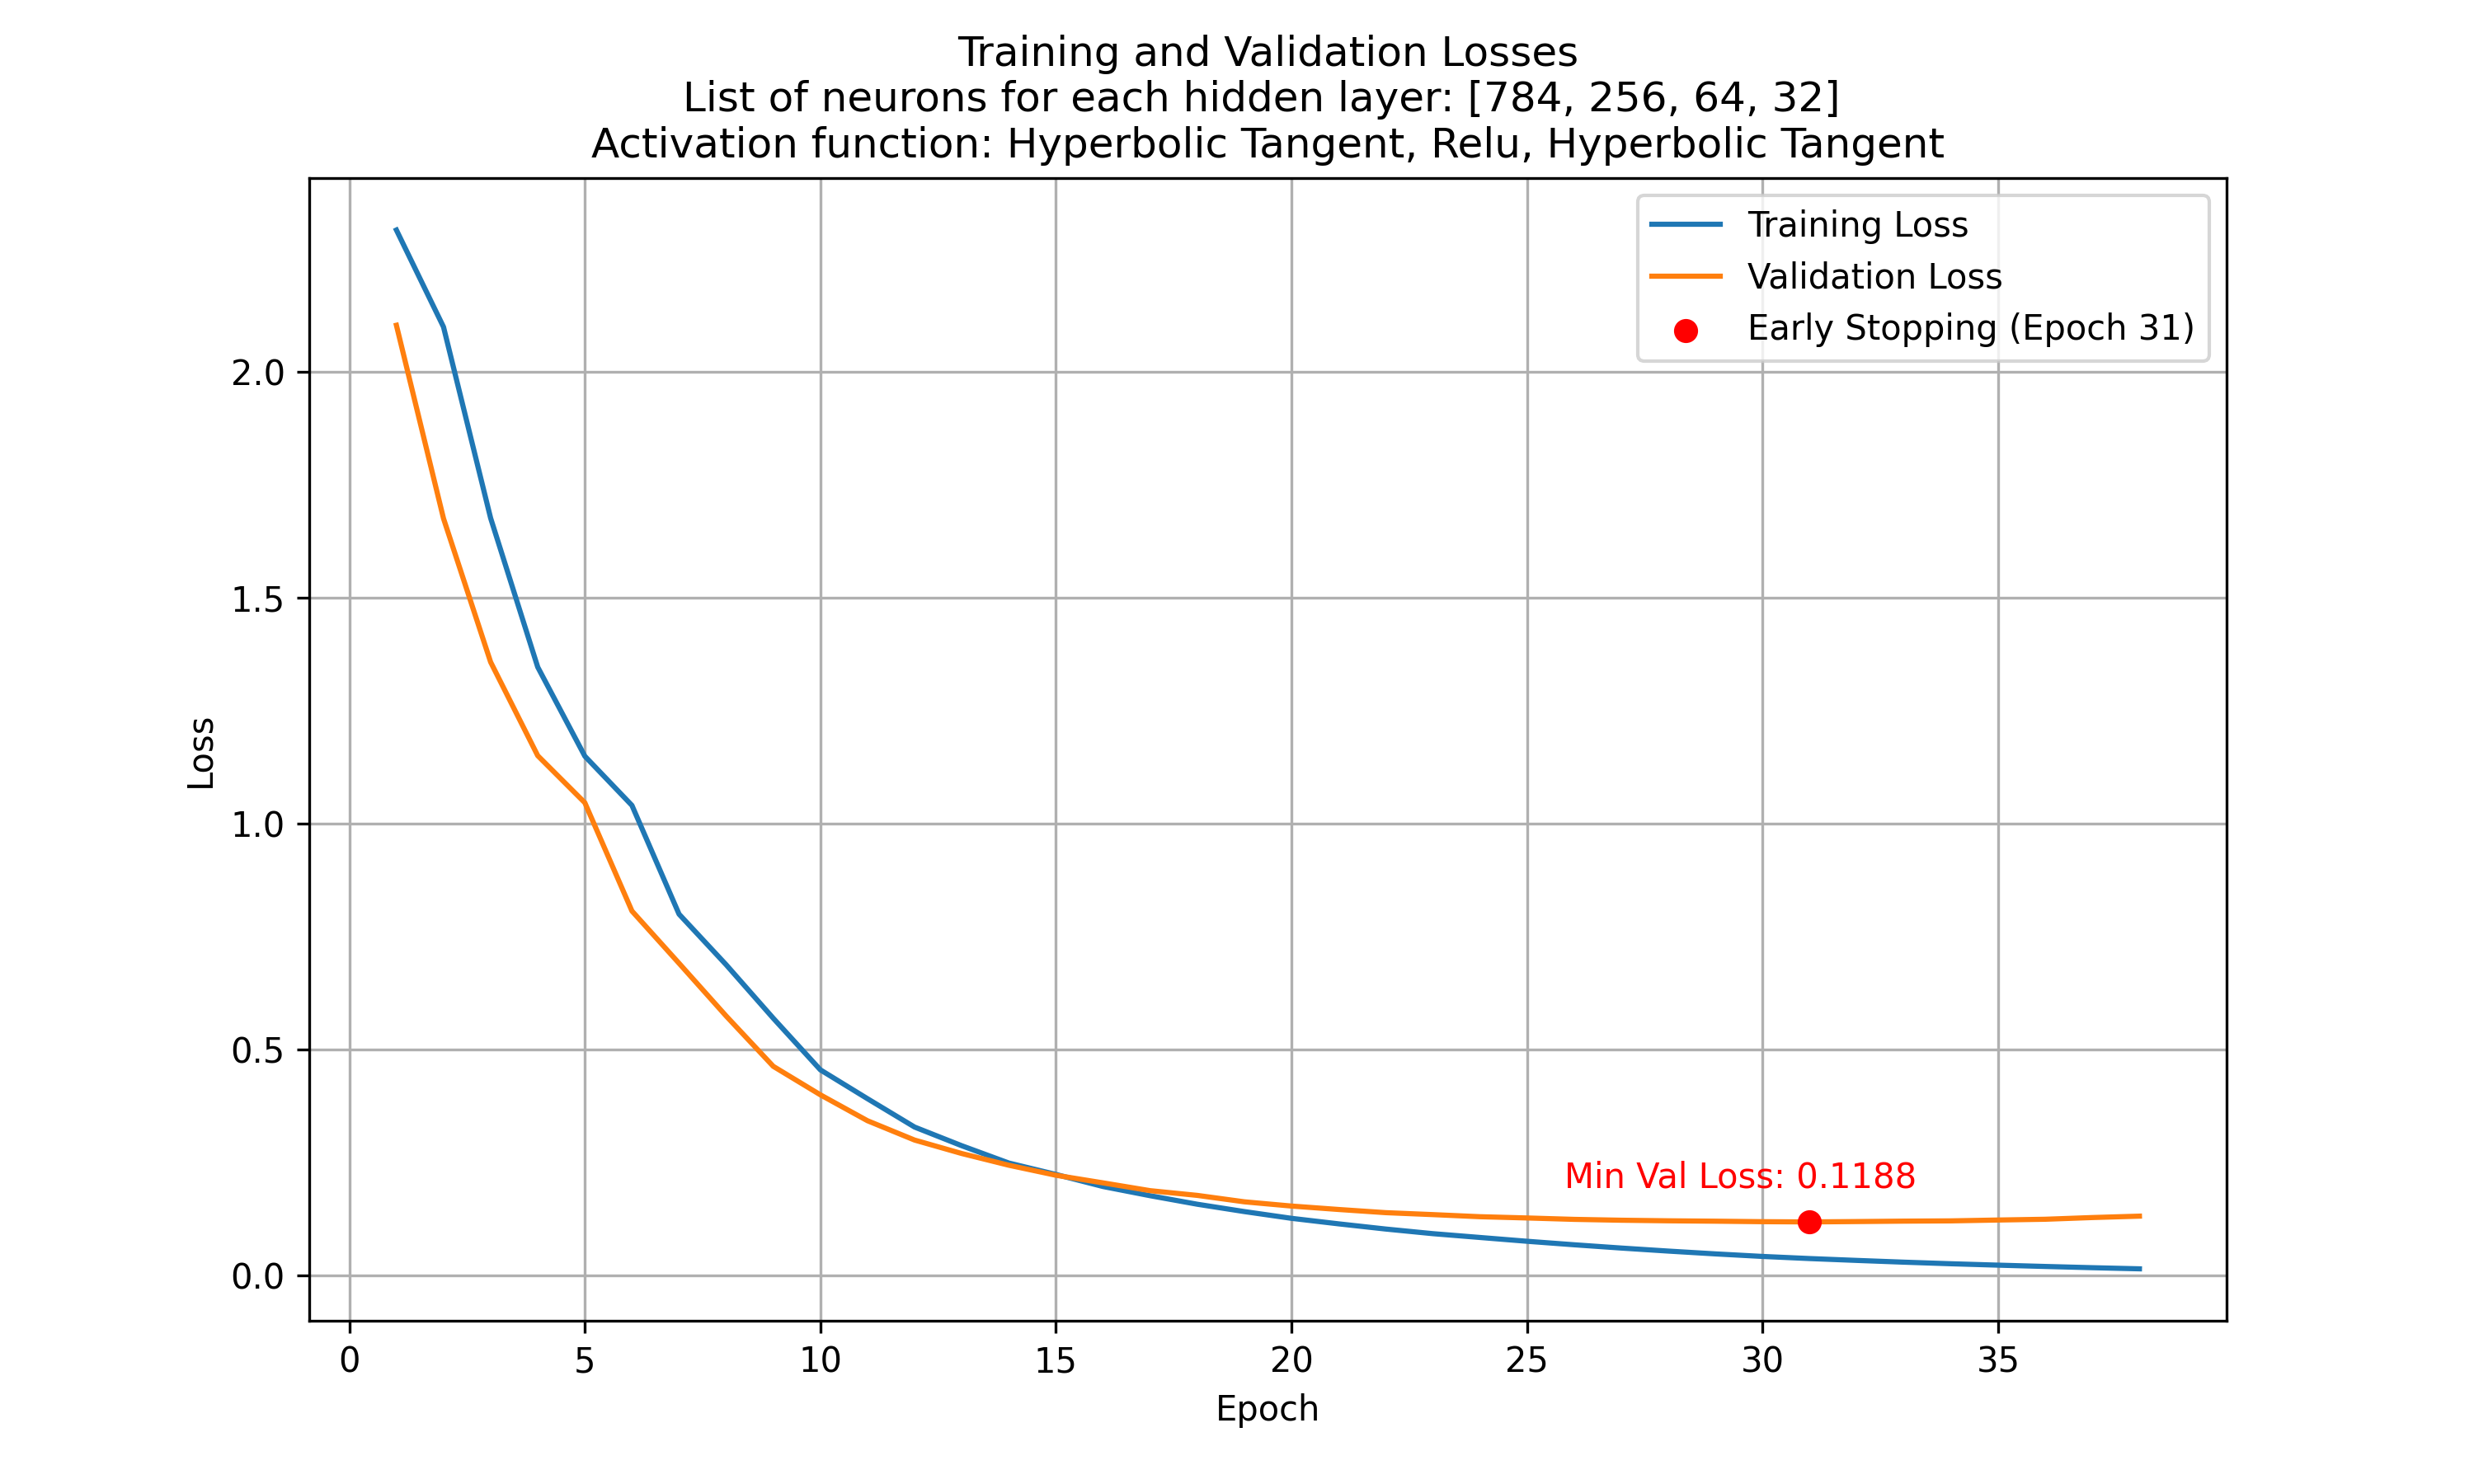 Training and Validation Losses
List of neurons for each hidden layer: [784, 256, 64, 32]
Activation function: Hyperbolic Tangent, Relu, Hyperbolic Tangent
Training Loss
Validation Loss
Early Stopping (Epoch 31)
2.0
1.5
1.0
0.5
0.0
Loss
Min Val Loss: 0.1188
0 5 10 15 20 25 30 35
Epoch